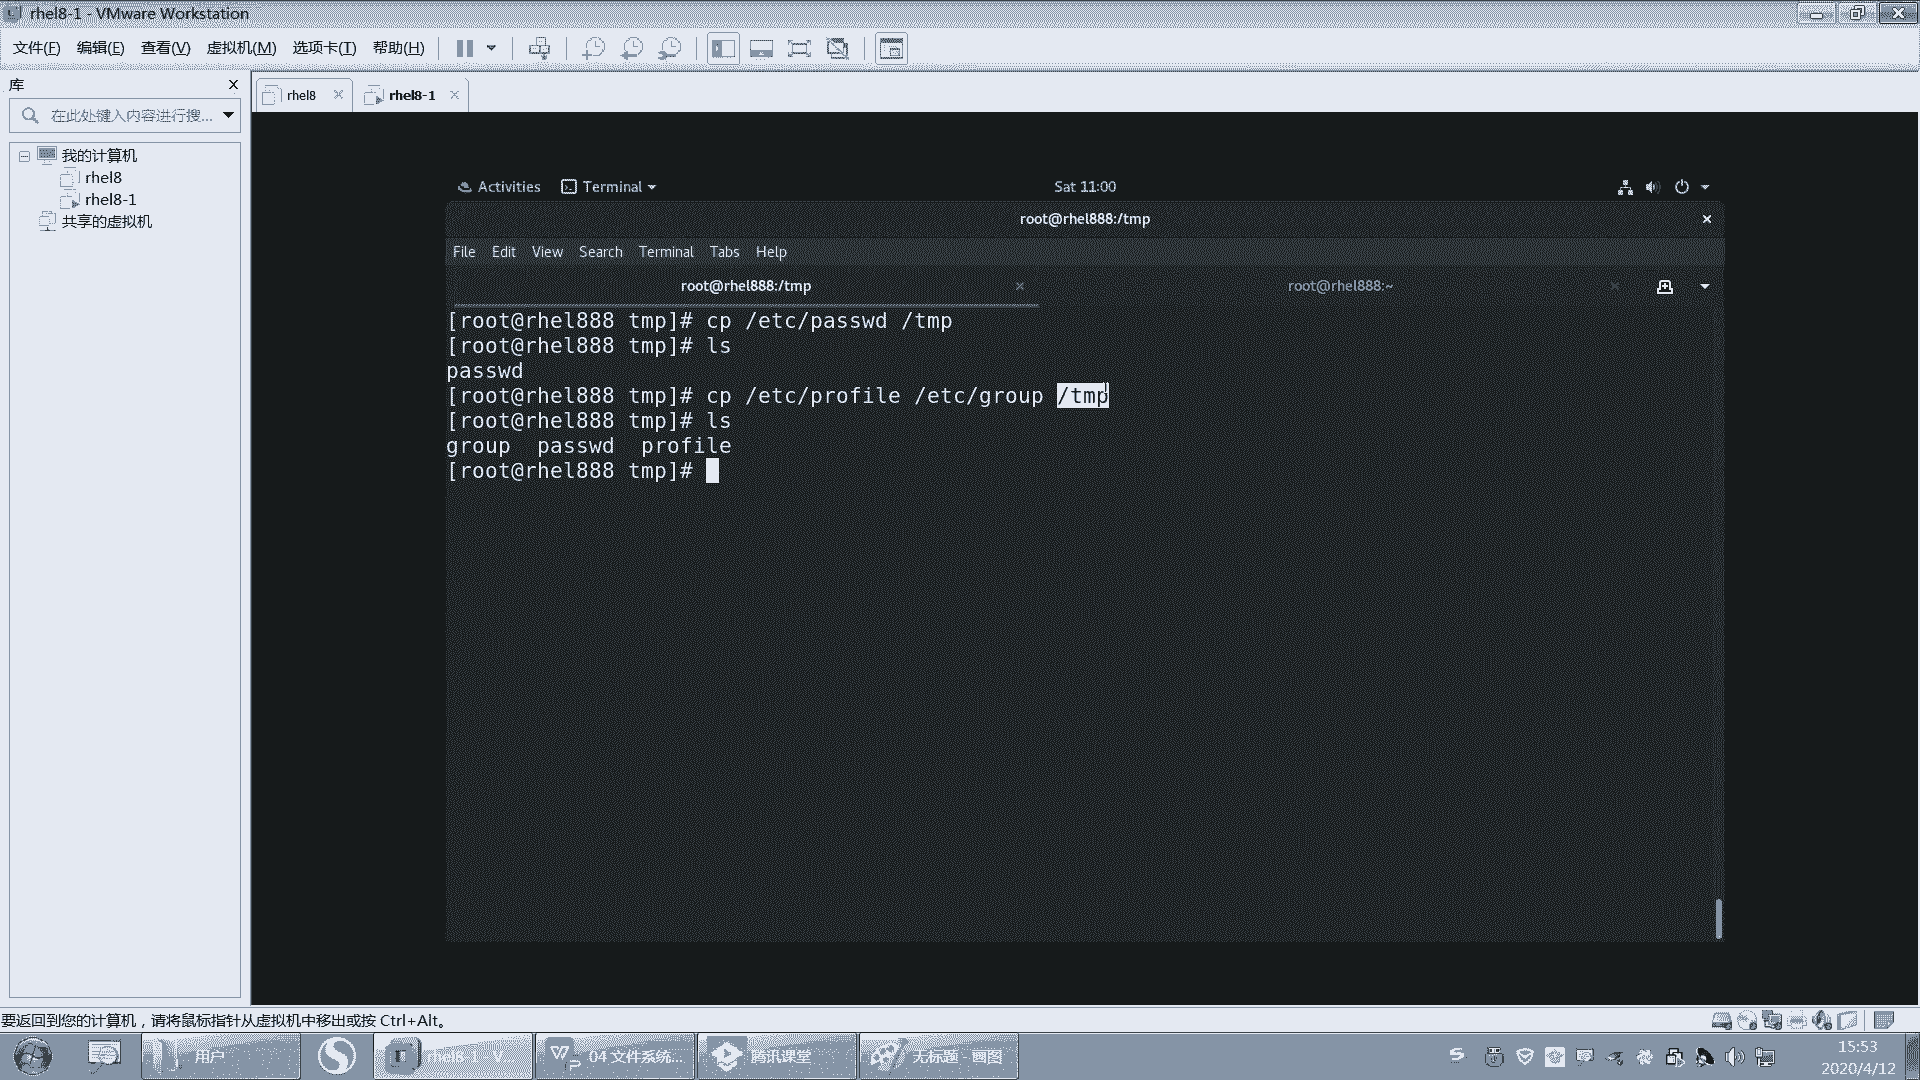 rhel8-1 - VMware Workstation
文件(F) 编辑(E) 查看(V) 虚拟机(M) 选项卡(T) 帮助(H)
库
在此处键入内容进行搜...
我的计算机
rhel8
rhel8-1
共享的虚拟机
rhel8
rhel8-1
Activities Terminal Sat 11:00
root@rhel888:/tmp
File Edit View Search Terminal Tabs Help
root@rhel888:/tmp root@rhel888:~
[root@rhel888 tmp]# cp /etc/passwd /tmp
[root@rhel888 tmp]# ls
passwd
[root@rhel888 tmp]# cp /etc/profile /etc/group /tmp
[root@rhel888 tmp]# ls
group passwd profile
[root@rhel888 tmp]#
要返回到您的计算机，请将鼠标指针从虚拟机中移出或按 Ctrl+Alt。
用户 rhel8-1 - V... 04 文件系统... 腾讯课堂 无标题 - 画图
15:53
2020/4/12